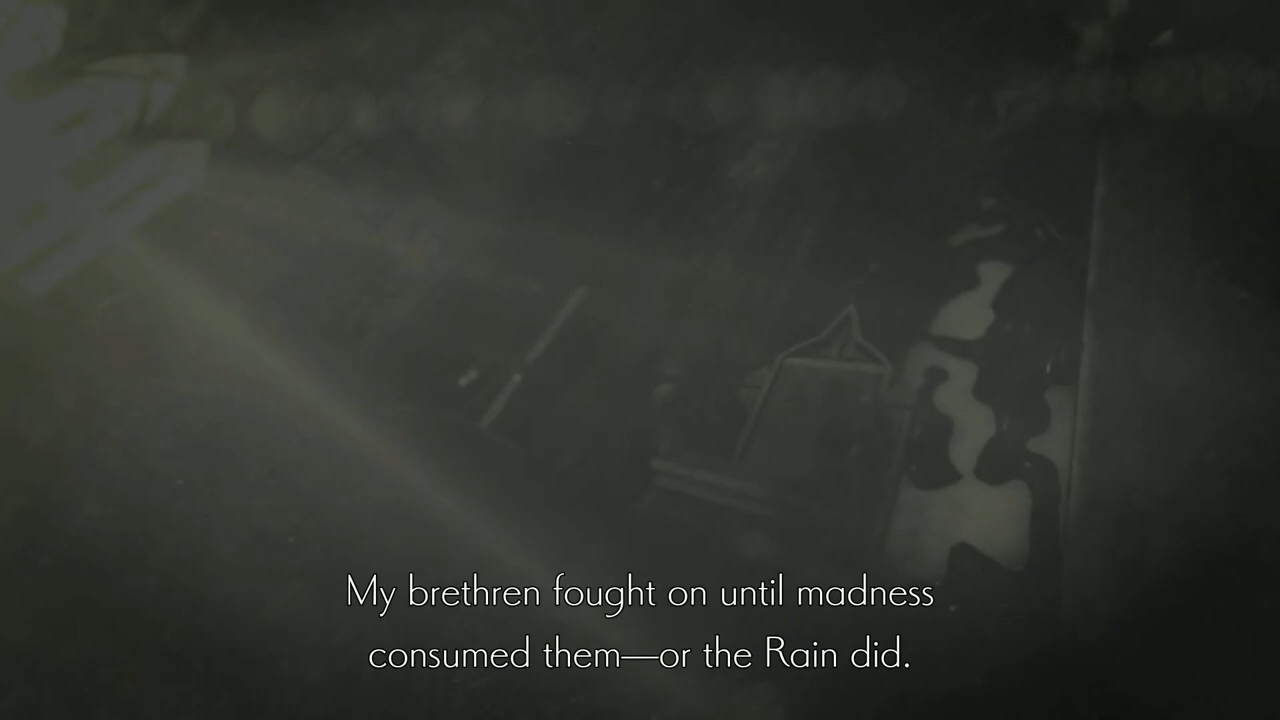 My brethren fought on until madness
consumed them—or the Rain did.